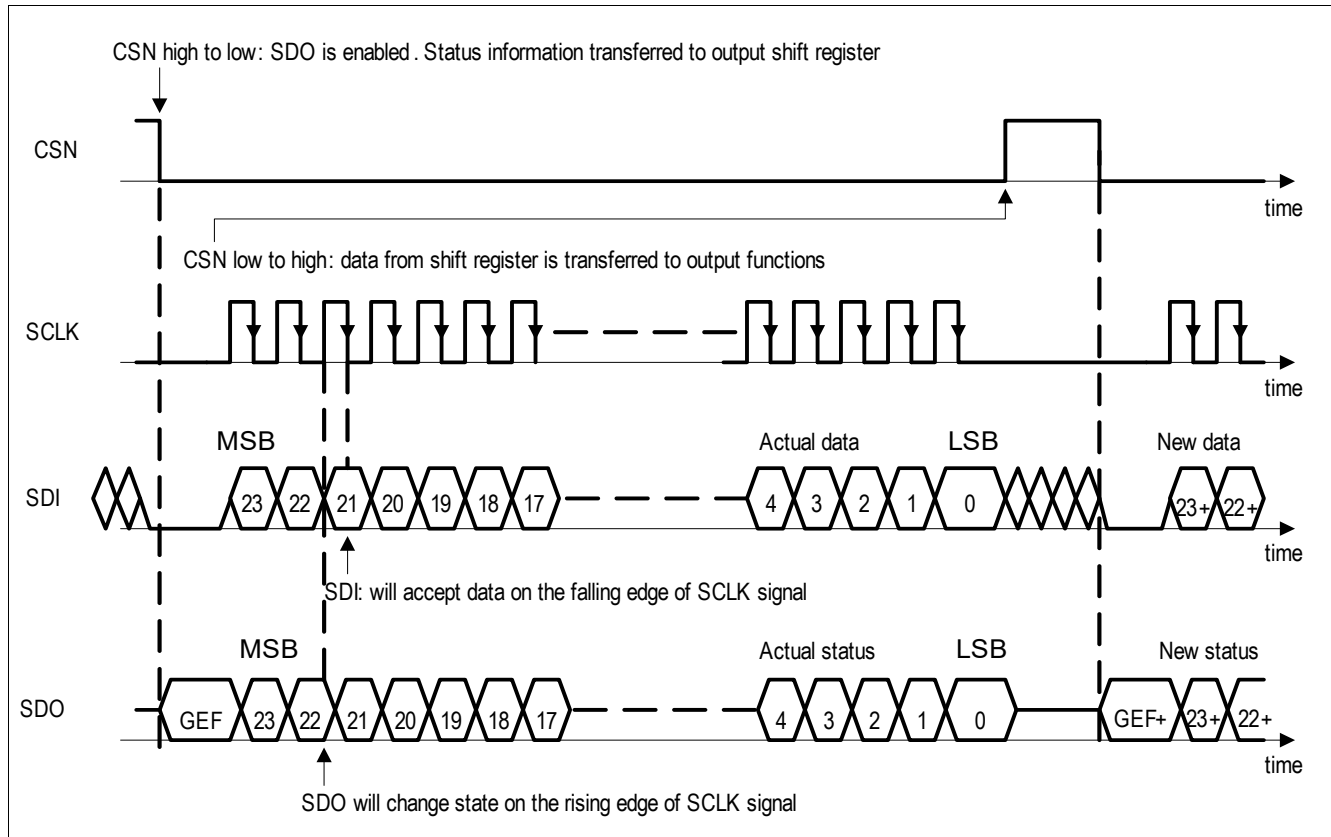 CSN high to low: SDO is enabled. Status information transferred to output shift register
CSN
time
CSN low to high: data from shift register is transferred to output functions
SCLK
time
MSB Actual data LSB New data
SDI 23 22 21 20 19 18 17 4 3 2 1 0 23+ 22+
time
SDI: will accept data on the falling edge of SCLK signal
MSB Actual status LSB New status
SDO GEF 23 22 21 20 19 18 17 4 3 2 1 0 GEF+ 23+ 22+
time
SDO will change state on the rising edge of SCLK signal